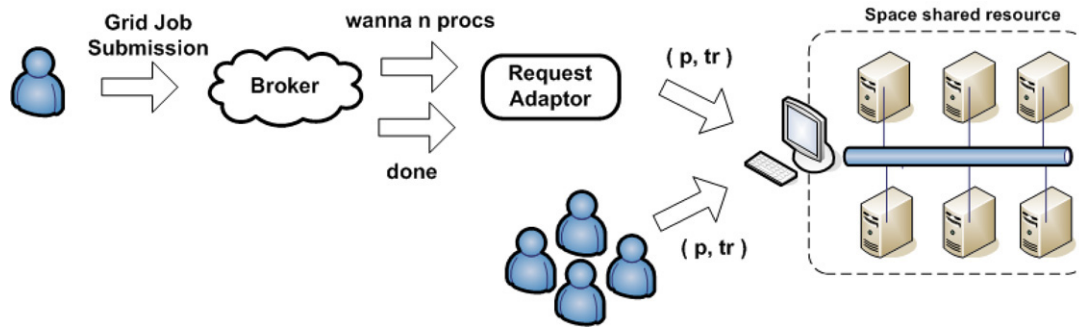 Grid Job
Submission
Broker
wanna n procs
done
Request
Adaptor
( p, tr )
( p, tr )
Space shared resource